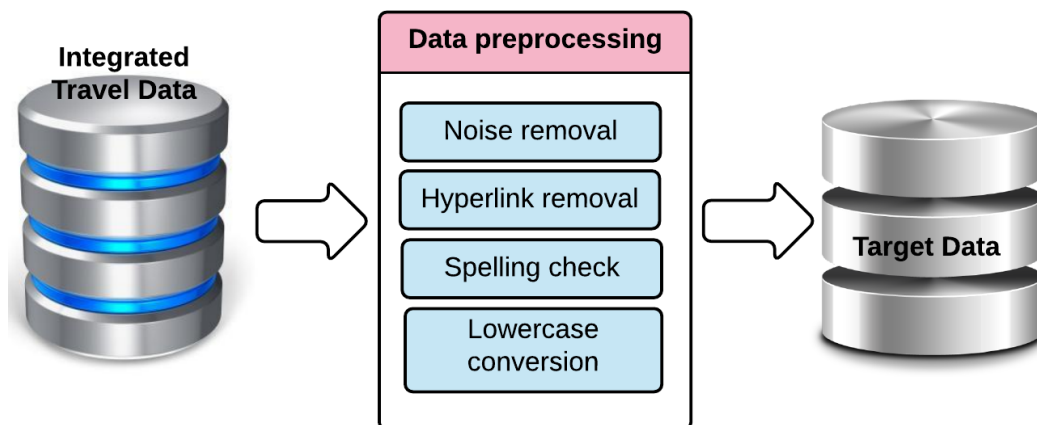 Integrated
Travel Data
Data preprocessing
Noise removal
Hyperlink removal
Spelling check
Lowercase
conversion
Target Data